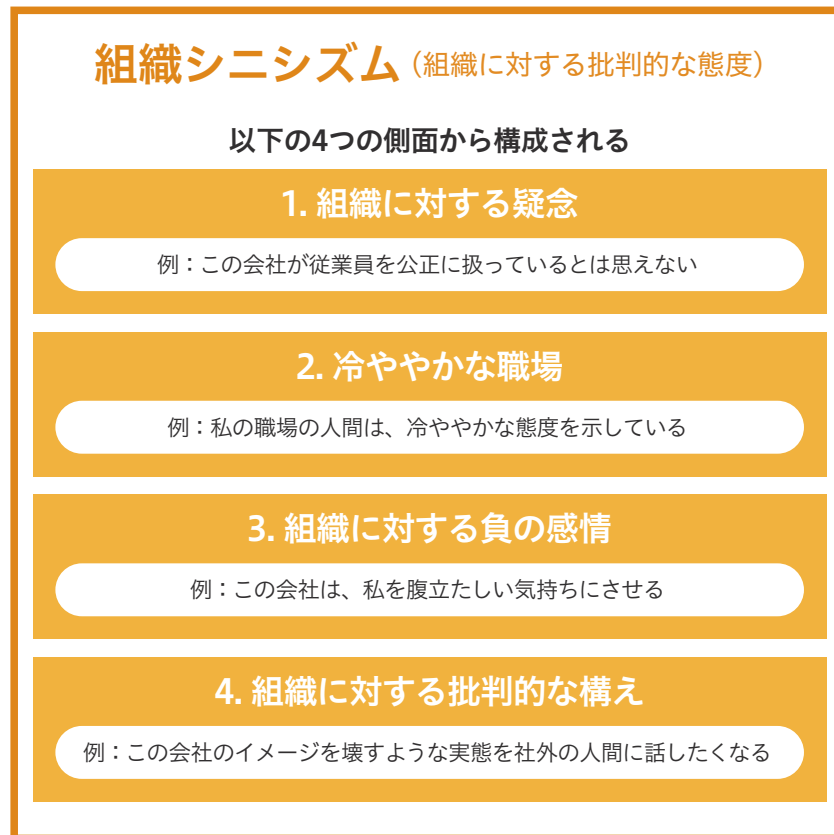 組織シニシズム（組織に対する批判的な態度）
以下の4つの側面から構成される
1. 組織に対する疑念
例：この会社が従業員を公正に扱っているとは思えない
2. 冷ややかな職場
例：私の職場の人間は、冷ややかな態度を示している
3. 組織に対する負の感情
例：この会社は、私を腹立たしい気持ちにさせる
4. 組織に対する批判的な構え
例：この会社のイメージを壊すような実態を社外の人間に話したくなる